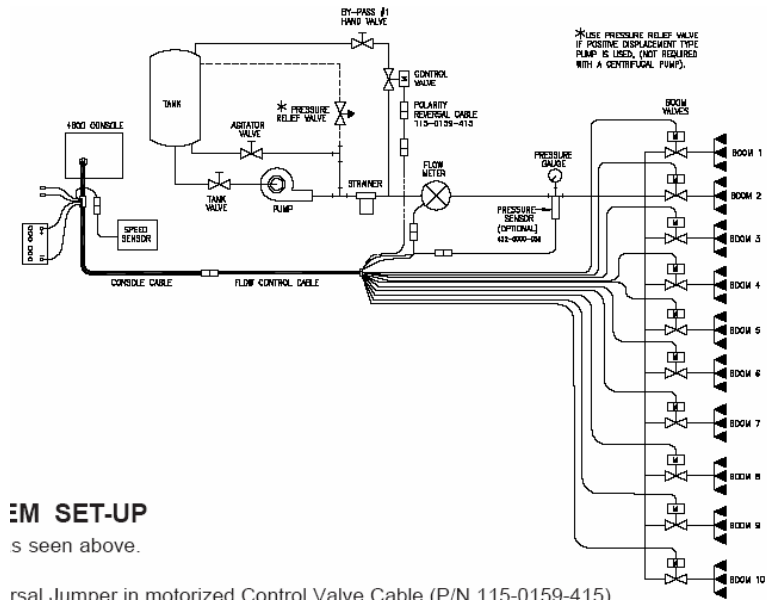 BY-PASS #1
HAND VALVE
*USE PRESSURE RELIEF VALVE
IF POSITIVE DISPLACEMENT TYPE
PUMP IS USED, (NOT REQUIRED
WITH A CENTRIFUGAL PUMP).
CONTROL
VALVE
TANK
* PRESSURE
RELIEF VALVE
POLARITY
REVERSAL CABLE
115-0159-415
BOOM
VALVES
4600 CONSOLE
AGITATOR
VALVE
FLOW
METER
PRESSURE
GAUGE
STRAINER
TANK
VALVE
PUMP
PRESSURE
SENSOR
(OPTIONAL)
SPEED
SENSOR
CONSOLE CABLE
FLOW CONTROL CABLE
M
BOOM 1
M
BOOM 2
M
BOOM 3
M
BOOM 4
M
BOOM 5
M
BOOM 6
M
BOOM 7
M
BOOM 8
M
BOOM 9
M
BOOM 10
EM SET-UP
s seen above.
rsal Jumper in motorized Control Valve Cable (P/N 115-0159-415)